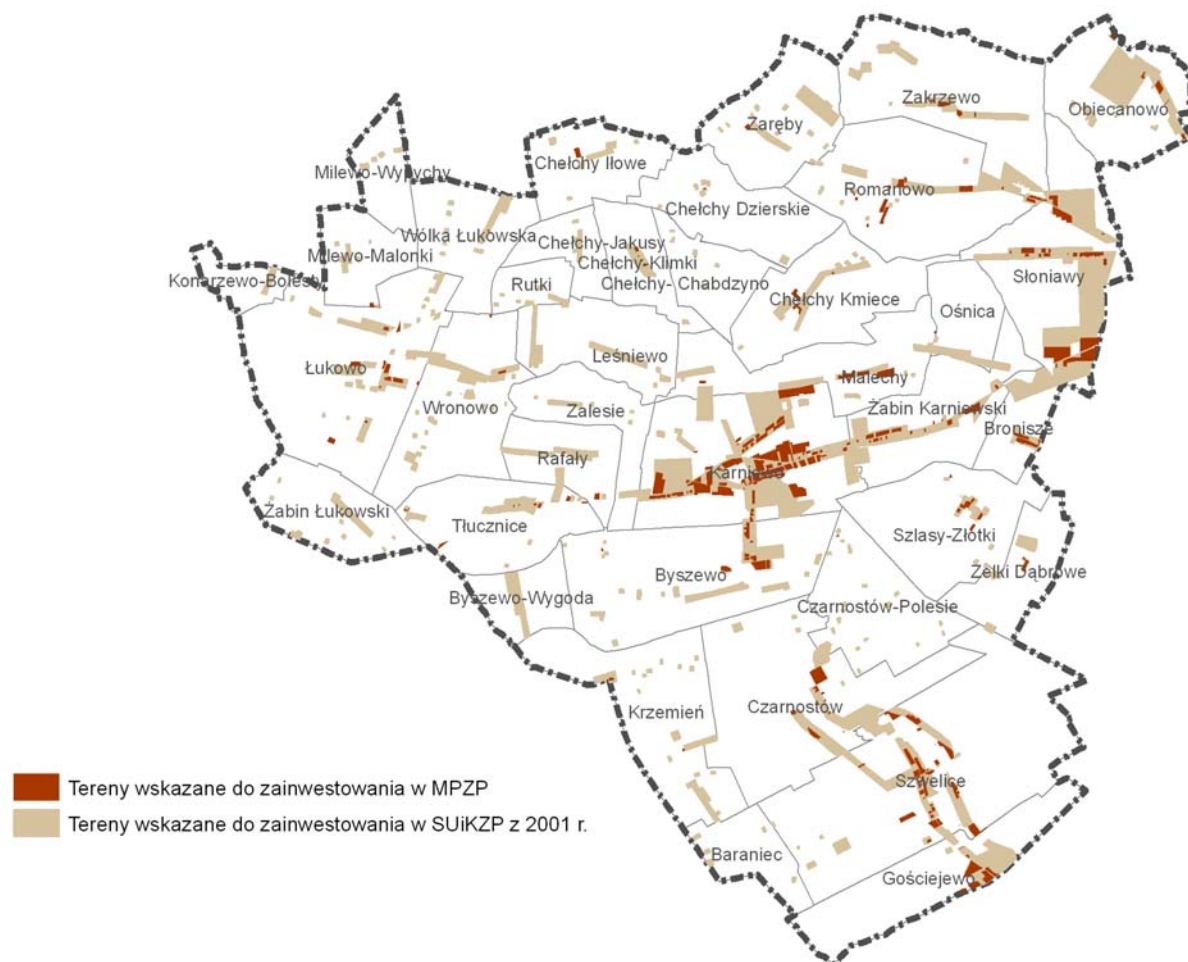 Zakrzewo
Obiecanowo
Zaręby
Chełchy Iłowe
Milewo-Wypychy
Romanowo
Chełchy Dzierskie
Wólka Łukowska
Chełchy-Jakusy
Milewo-Malonki
Chełchy-Klimki
Konarzewo-Bolesty
Rutki
Chełchy- Chabdzyno
Słoniawy
Chełchy Kmiece
Ośnica
Leśniewo
Łukowo
Malechy
Wronowo
Zalesie
Żabin Karniewski
Bronisze
Rafały
Karniewo
Żabin Łukowski
Tłucznice
Szlasy-Złotki
Byszewo
Żelki Dąbrowe
Byszewo-Wygoda
Czarnostów-Polesie
Krzemień
Czarnostów
Szwelice
Tereny wskazane do zainwestowania w MPZP
Tereny wskazane do zainwestowania w SUiKZP z 2001 r.
Baraniec
Gościejewo